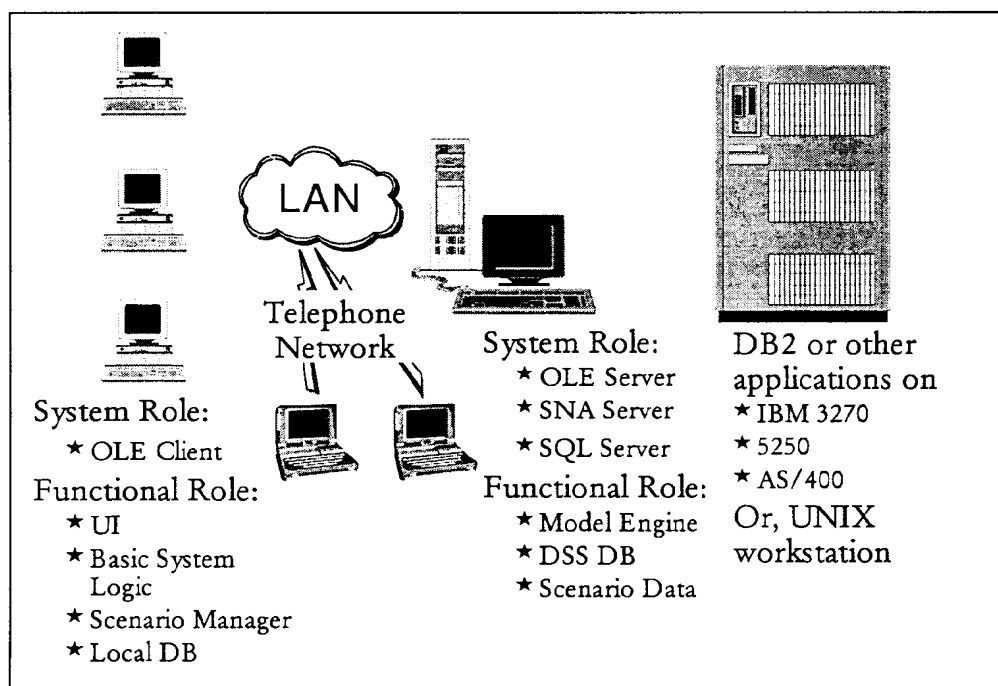 LAN
Telephone
Network
System Role:
★ OLE Client
Functional Role:
★ UI
★ Basic System
Logic
★ Scenario Manager
★ Local DB
System Role:
★ OLE Server
★ SNA Server
★ SQL Server
Functional Role:
★ Model Engine
★ DSS DB
★ Scenario Data
DB2 or other
applications on
★ IBM 3270
★ 5250
★ AS/400
Or, UNIX
workstation